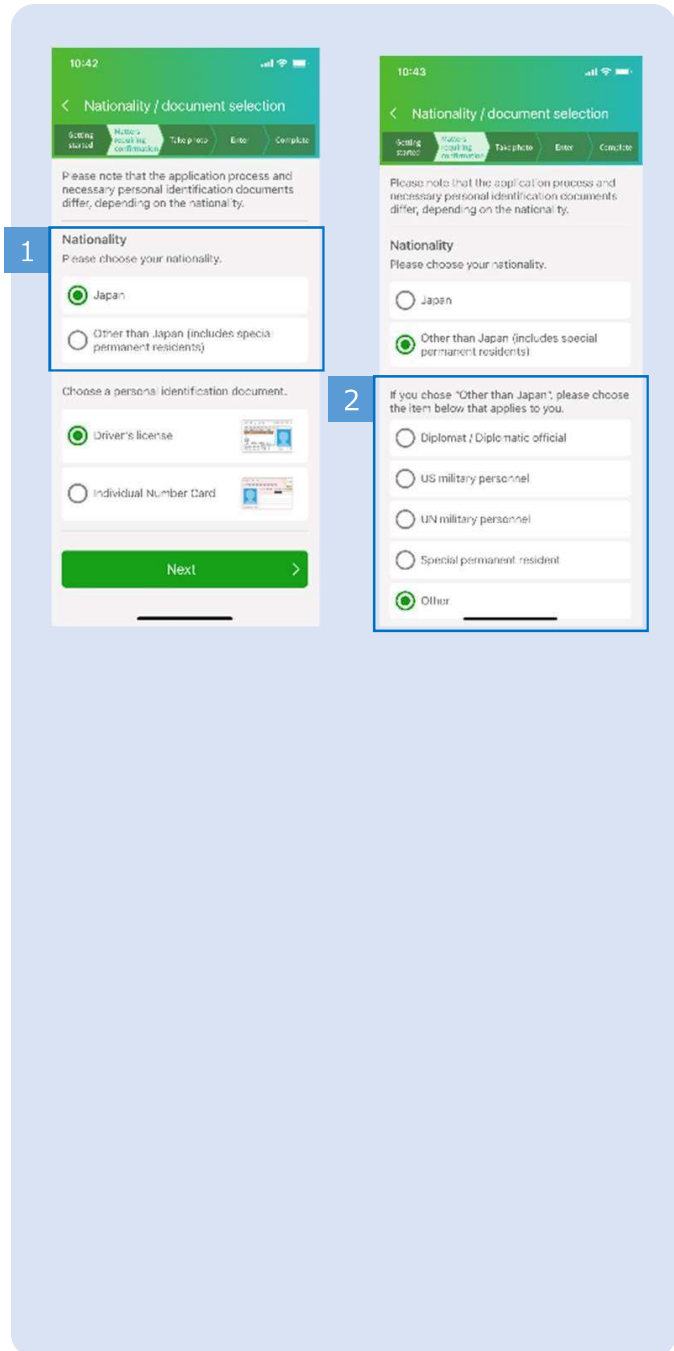 10:42
Nationality / document selection
Getting started
Matters requiring confirmation
Take photo
Enter
Complete
Please note that the application process and
necessary personal identification documents
differ, depending on the nationality.
1
Nationality
Please choose your nationality.
Japan
Other than Japan (includes special
permanent residents)
Choose a personal identification document.
Driver's license
Individual Number Card
Next
10:43
Nationality / document selection
Getting started
Matters requiring confirmation
Take photo
Enter
Complete
Please note that the application process and
necessary personal identification documents
differ, depending on the nationality.
Nationality
Please choose your nationality.
Japan
Other than Japan (includes special
permanent residents)
2
If you chose "Other than Japan", please choose
the item below that applies to you.
Diplomat / Diplomatic official
US military personnel
UN military personnel
Special permanent resident
Other